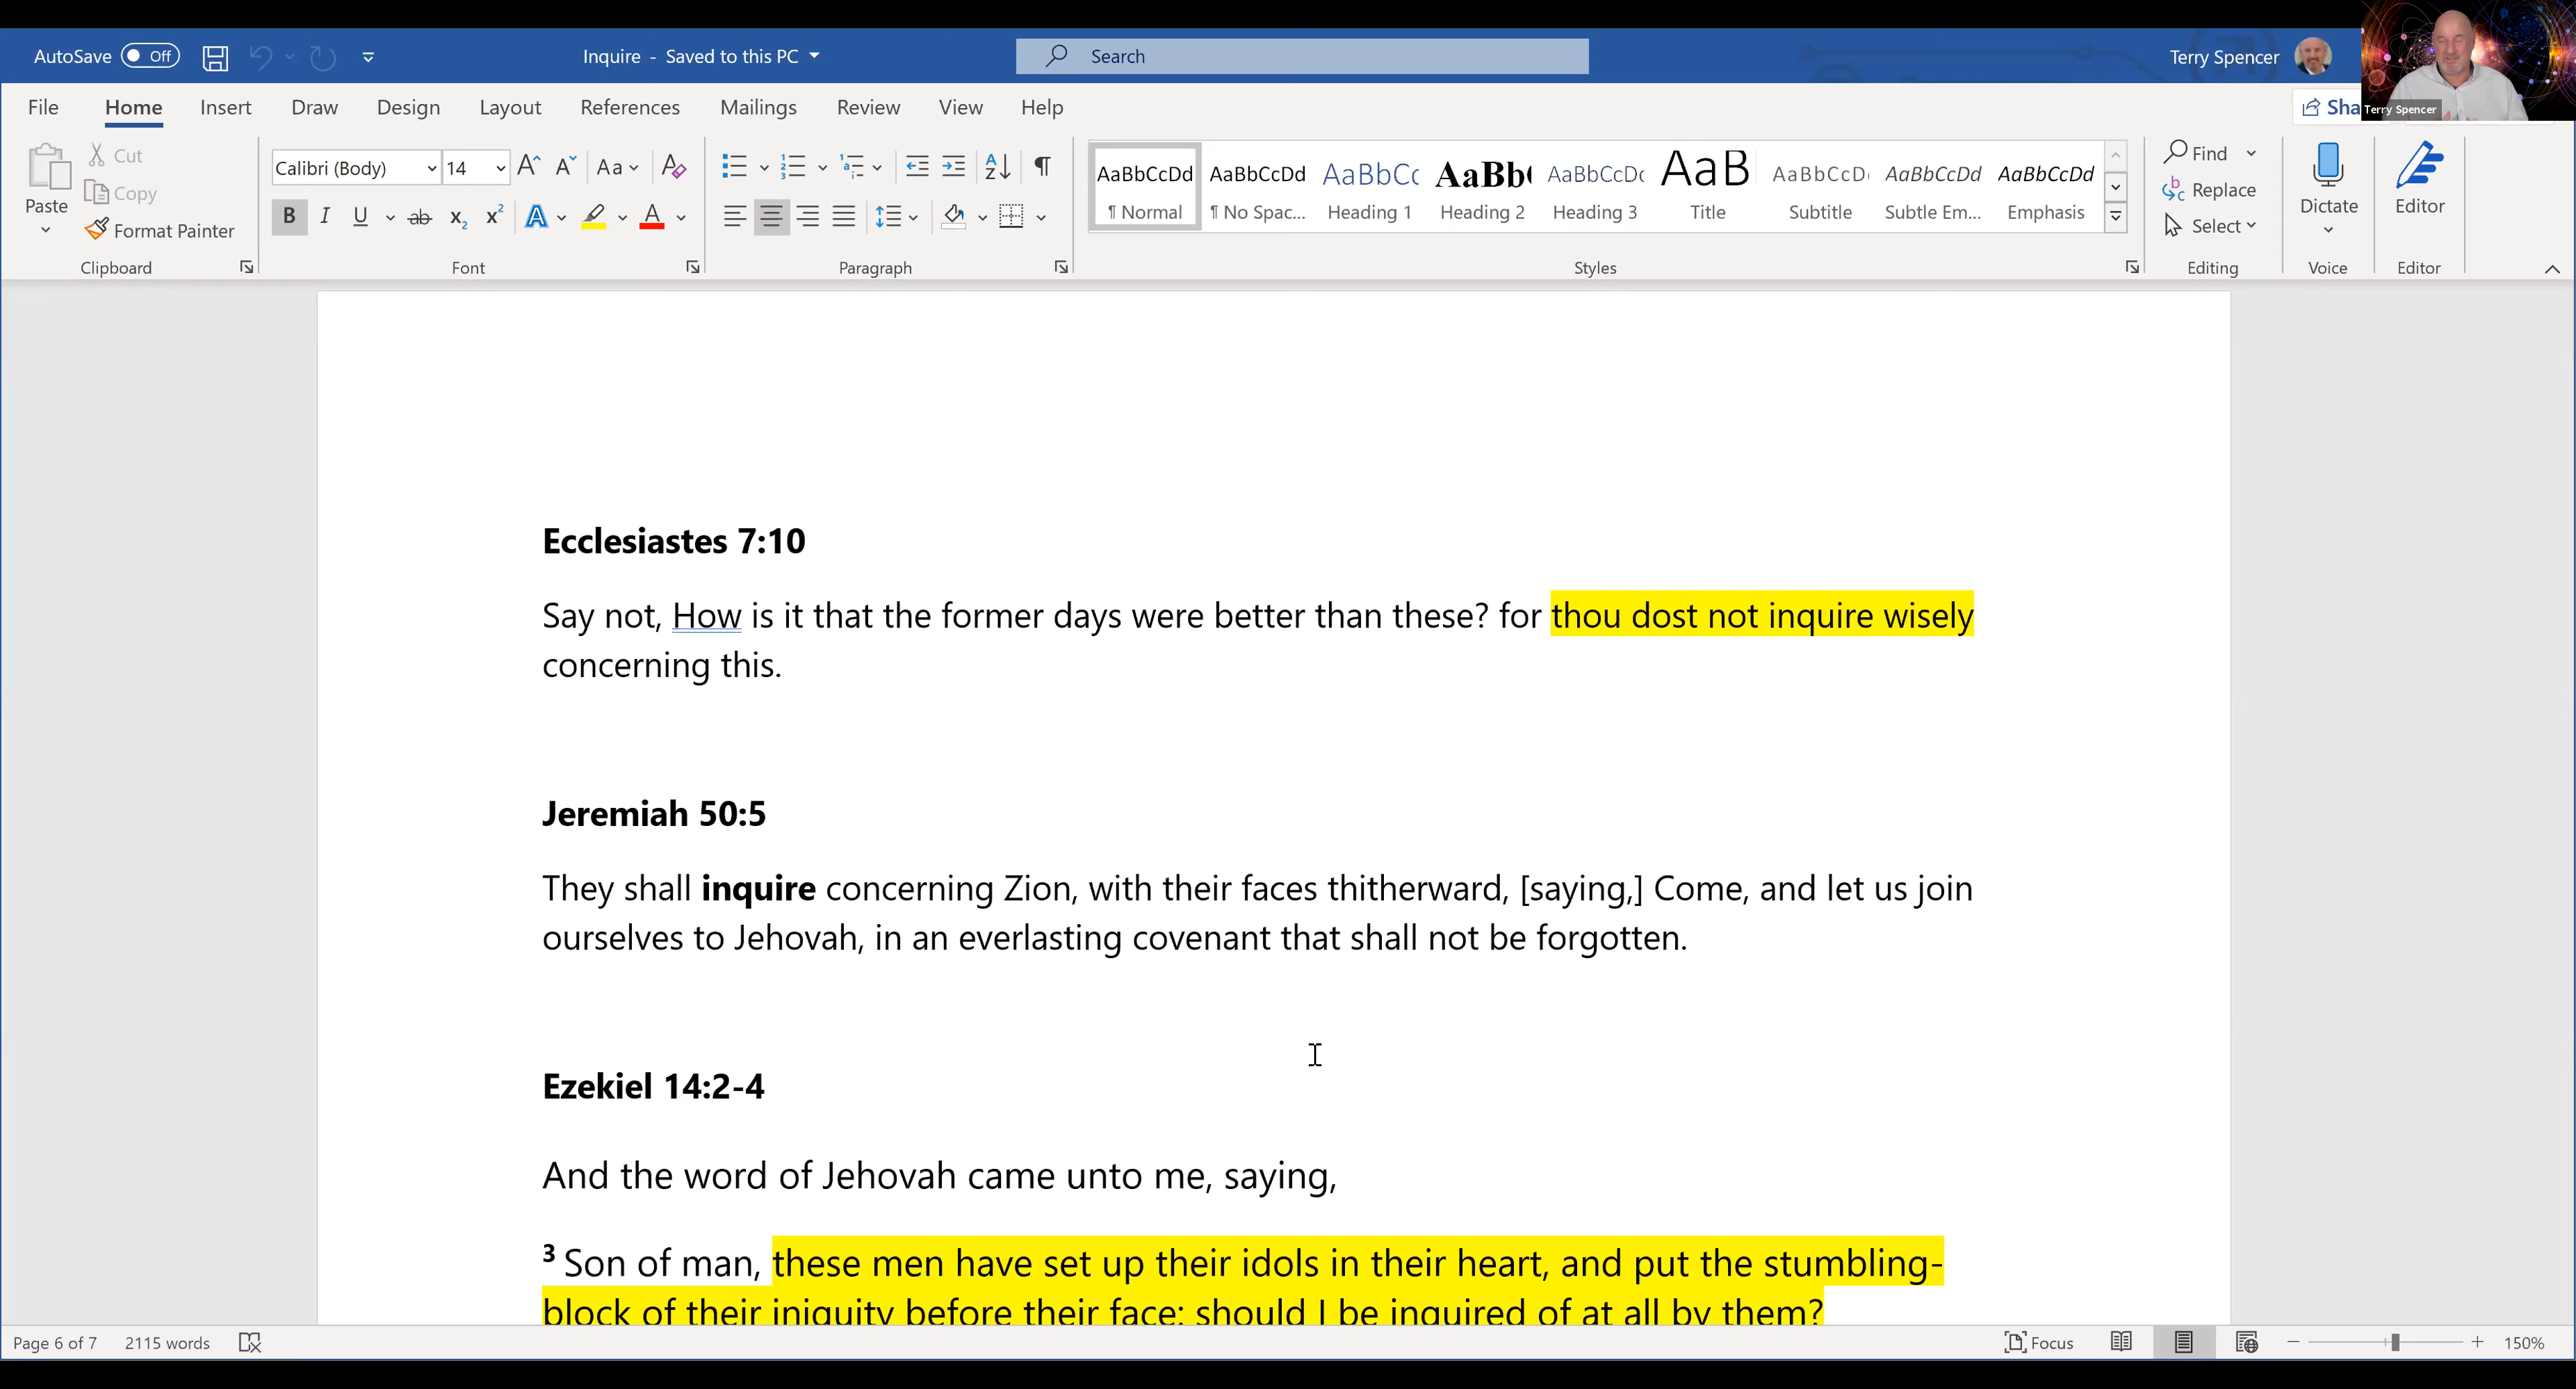 AutoSave Off Inquire - Saved to this PC Search Terry Spencer
Terry Spencer
File Home Insert Draw Design Layout References Mailings Review View Help Sha
Paste Cut Copy Format Painter
Clipboard
Calibri (Body) 14 Aa
B I U ab x2 x2 A A
Font
Paragraph
AaBbCcDd AaBbCcDd AaBbCc AaBb( AaBbCcDc AaB AaBbCcD AaBbCcDd AaBbCcDd
¶ Normal ¶ No Spac... Heading 1 Heading 2 Heading 3 Title Subtitle Subtle Em... Emphasis
Styles
Find
Replace
Select
Editing
Dictate
Voice
Editor
Editor
Ecclesiastes 7:10
Say not, How is it that the former days were better than these? for thou dost not inquire wisely
concerning this.
Jeremiah 50:5
They shall inquire concerning Zion, with their faces thitherward, [saying,] Come, and let us join
ourselves to Jehovah, in an everlasting covenant that shall not be forgotten.
Ezekiel 14:2-4
And the word of Jehovah came unto me, saying,
3 Son of man, these men have set up their idols in their heart, and put the stumbling-
block of their iniquity before their face: should I be inquired of at all by them?
Page 6 of 7 2115 words Focus 150%